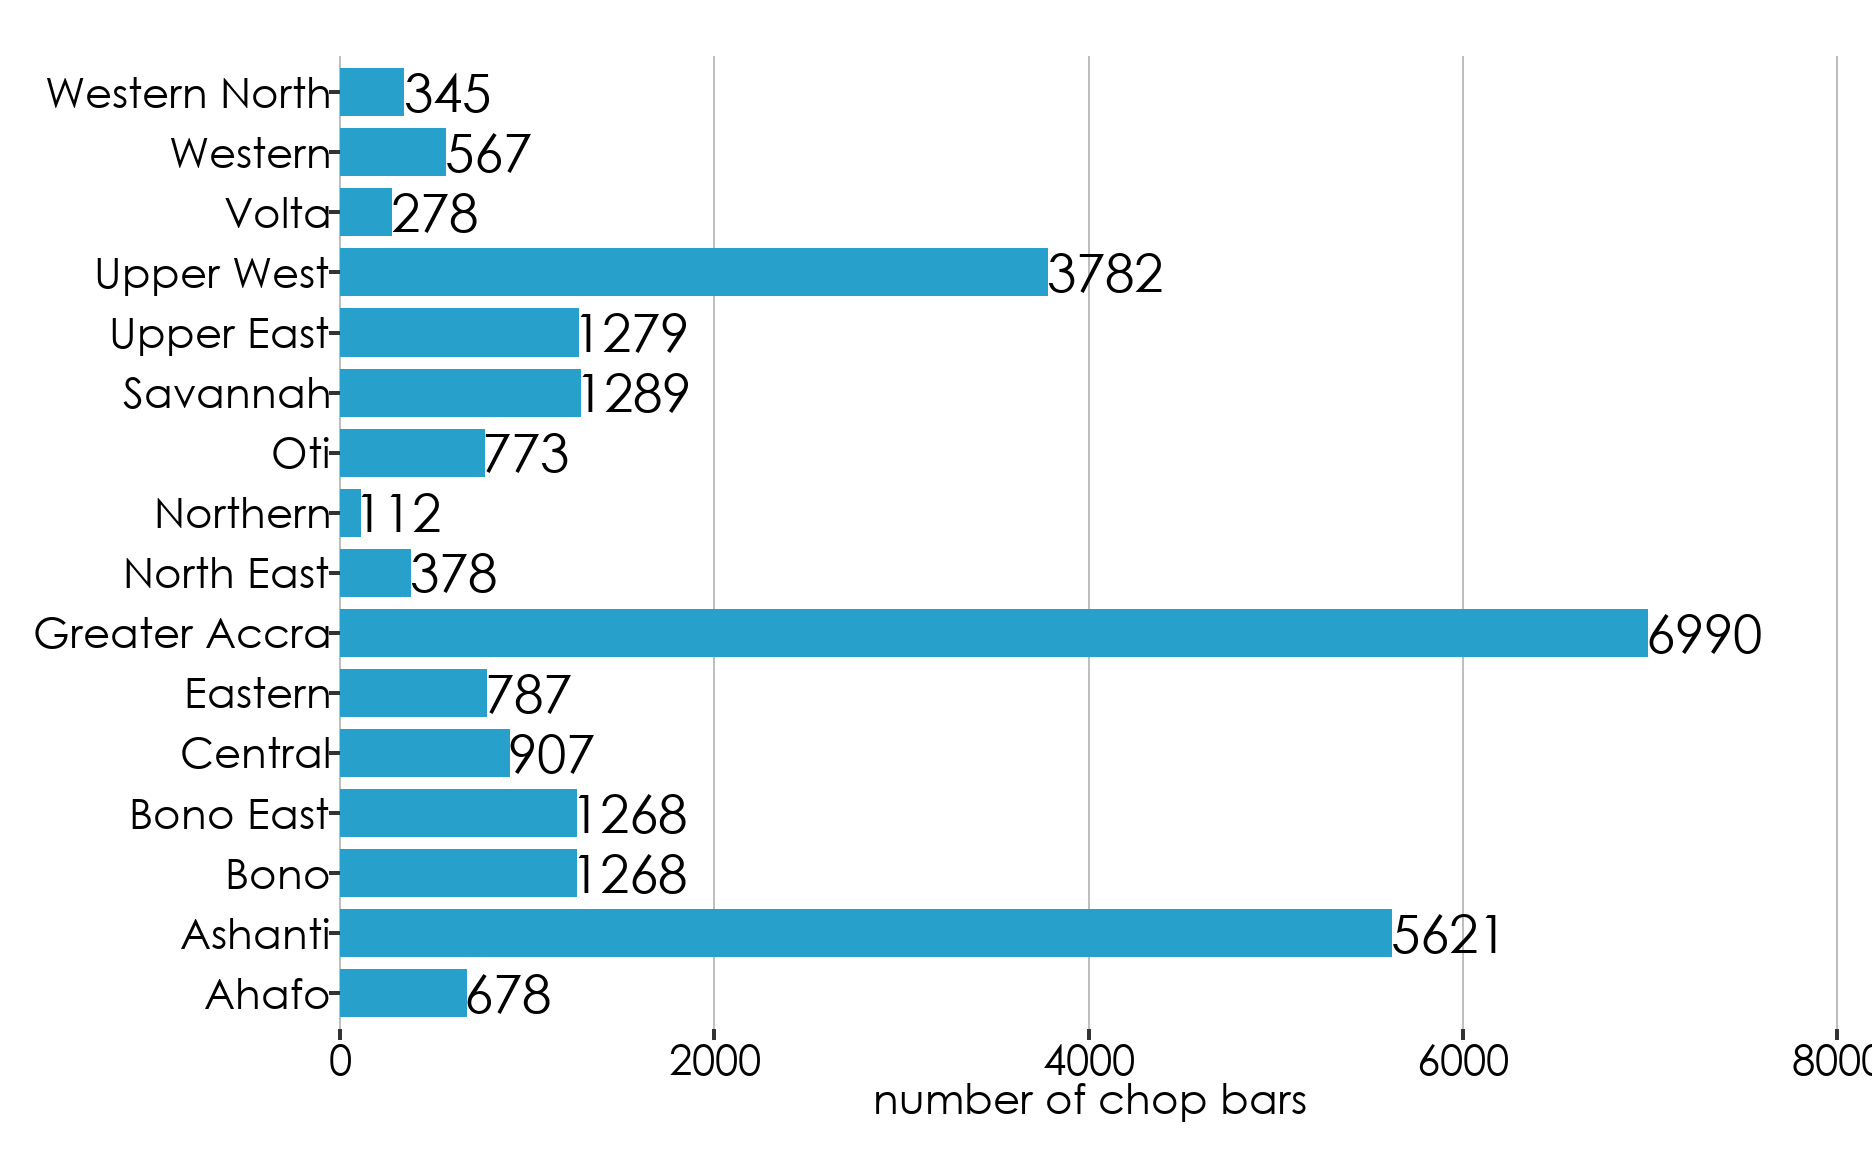 Western North 345
Western 567
Volta 278
Upper West 3782
Upper East 1279
Savannah 1289
Oti 773
Northern 112
North East 378
Greater Accra 6990
Eastern 787
Central 907
Bono East 1268
Bono 1268
Ashanti 5621
Ahafo 678
0 2000 4000 6000 8000
number of chop bars